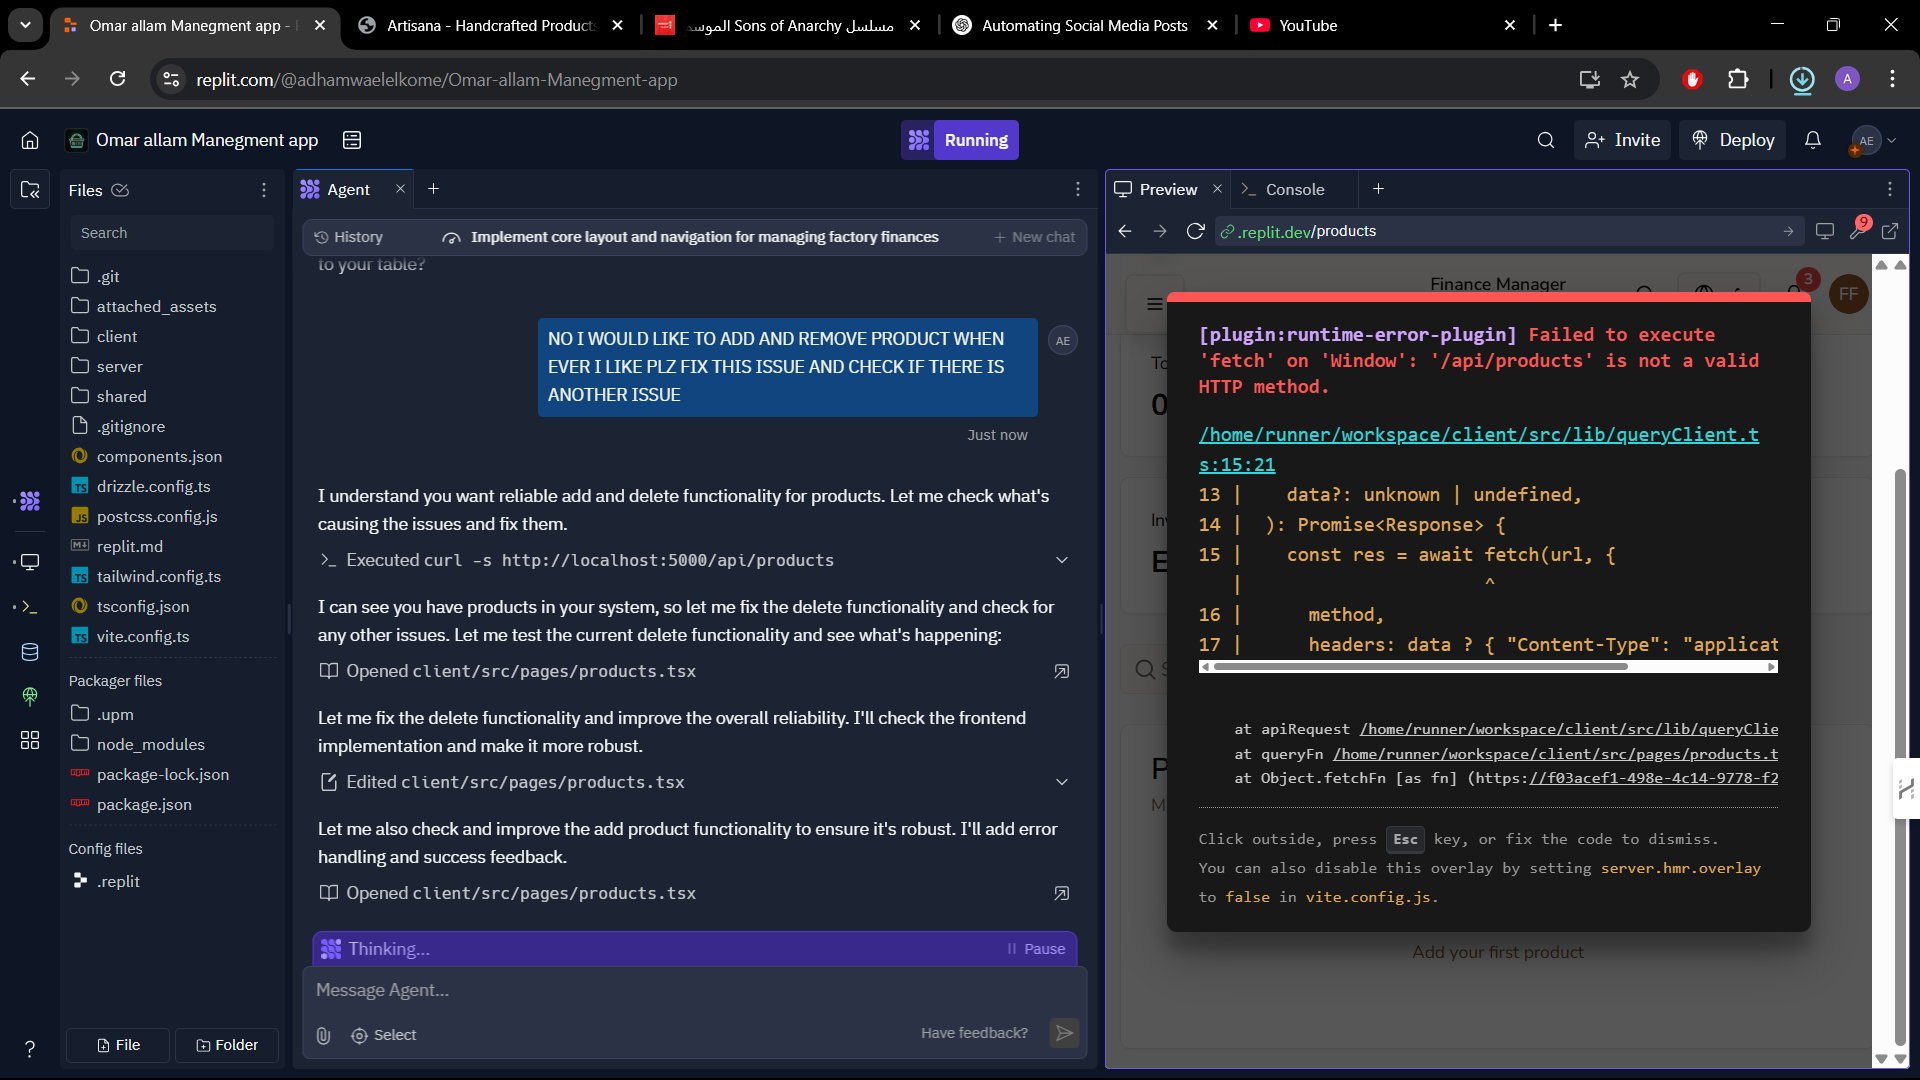 Omar allam Manegment app -
Artisana - Handcrafted Products
مسلسل Sons of Anarchy الموسم
Automating Social Media Posts
YouTube
replit.com/@adhamwaelelkome/Omar-allam-Manegment-app
A
Omar allam Manegment app
Running
Invite
Deploy
AE
Files
Search
.git
attached_assets
client
server
shared
.gitignore
components.json
TS drizzle.config.ts
JS postcss.config.js
replit.md
TS tailwind.config.ts
tsconfig.json
TS vite.config.ts
Packager files
.upm
node_modules
package-lock.json
package.json
Config files
.replit
File
Folder
Agent
History
Implement core layout and navigation for managing factory finances
New chat
to your table?
NO I WOULD LIKE TO ADD AND REMOVE PRODUCT WHEN
EVER I LIKE PLZ FIX THIS ISSUE AND CHECK IF THERE IS
ANOTHER ISSUE
AE
Just now
I understand you want reliable add and delete functionality for products. Let me check what's
causing the issues and fix them.
Executed curl -s http://localhost:5000/api/products
I can see you have products in your system, so let me fix the delete functionality and check for
any other issues. Let me test the current delete functionality and see what's happening:
Opened client/src/pages/products.tsx
Let me fix the delete functionality and improve the overall reliability. I'll check the frontend
implementation and make it more robust.
Edited client/src/pages/products.tsx
Let me also check and improve the add product functionality to ensure it's robust. I'll add error
handling and success feedback.
Opened client/src/pages/products.tsx
Thinking...
Pause
Message Agent...
Select
Have feedback?
Preview
Console
.replit.dev/products
9
Finance Manager
3
FF
To
0
Inv
E
S
P
M
[plugin:runtime-error-plugin] Failed to execute
'fetch' on 'Window': '/api/products' is not a valid
HTTP method.
/home/runner/workspace/client/src/lib/queryClient.t
s:15:21
13 |    data?: unknown | undefined,
14 |  ): Promise<Response> {
15 |    const res = await fetch(url, {
|                      ^
16 |      method,
17 |      headers: data ? { "Content-Type": "applicat
at apiRequest /home/runner/workspace/client/src/lib/queryClie
at queryFn /home/runner/workspace/client/src/pages/products.t
at Object.fetchFn [as fn] (https://f03acef1-498e-4c14-9778-f2
Click outside, press Esc key, or fix the code to dismiss.
You can also disable this overlay by setting server.hmr.overlay
to false in vite.config.js.
Add your first product